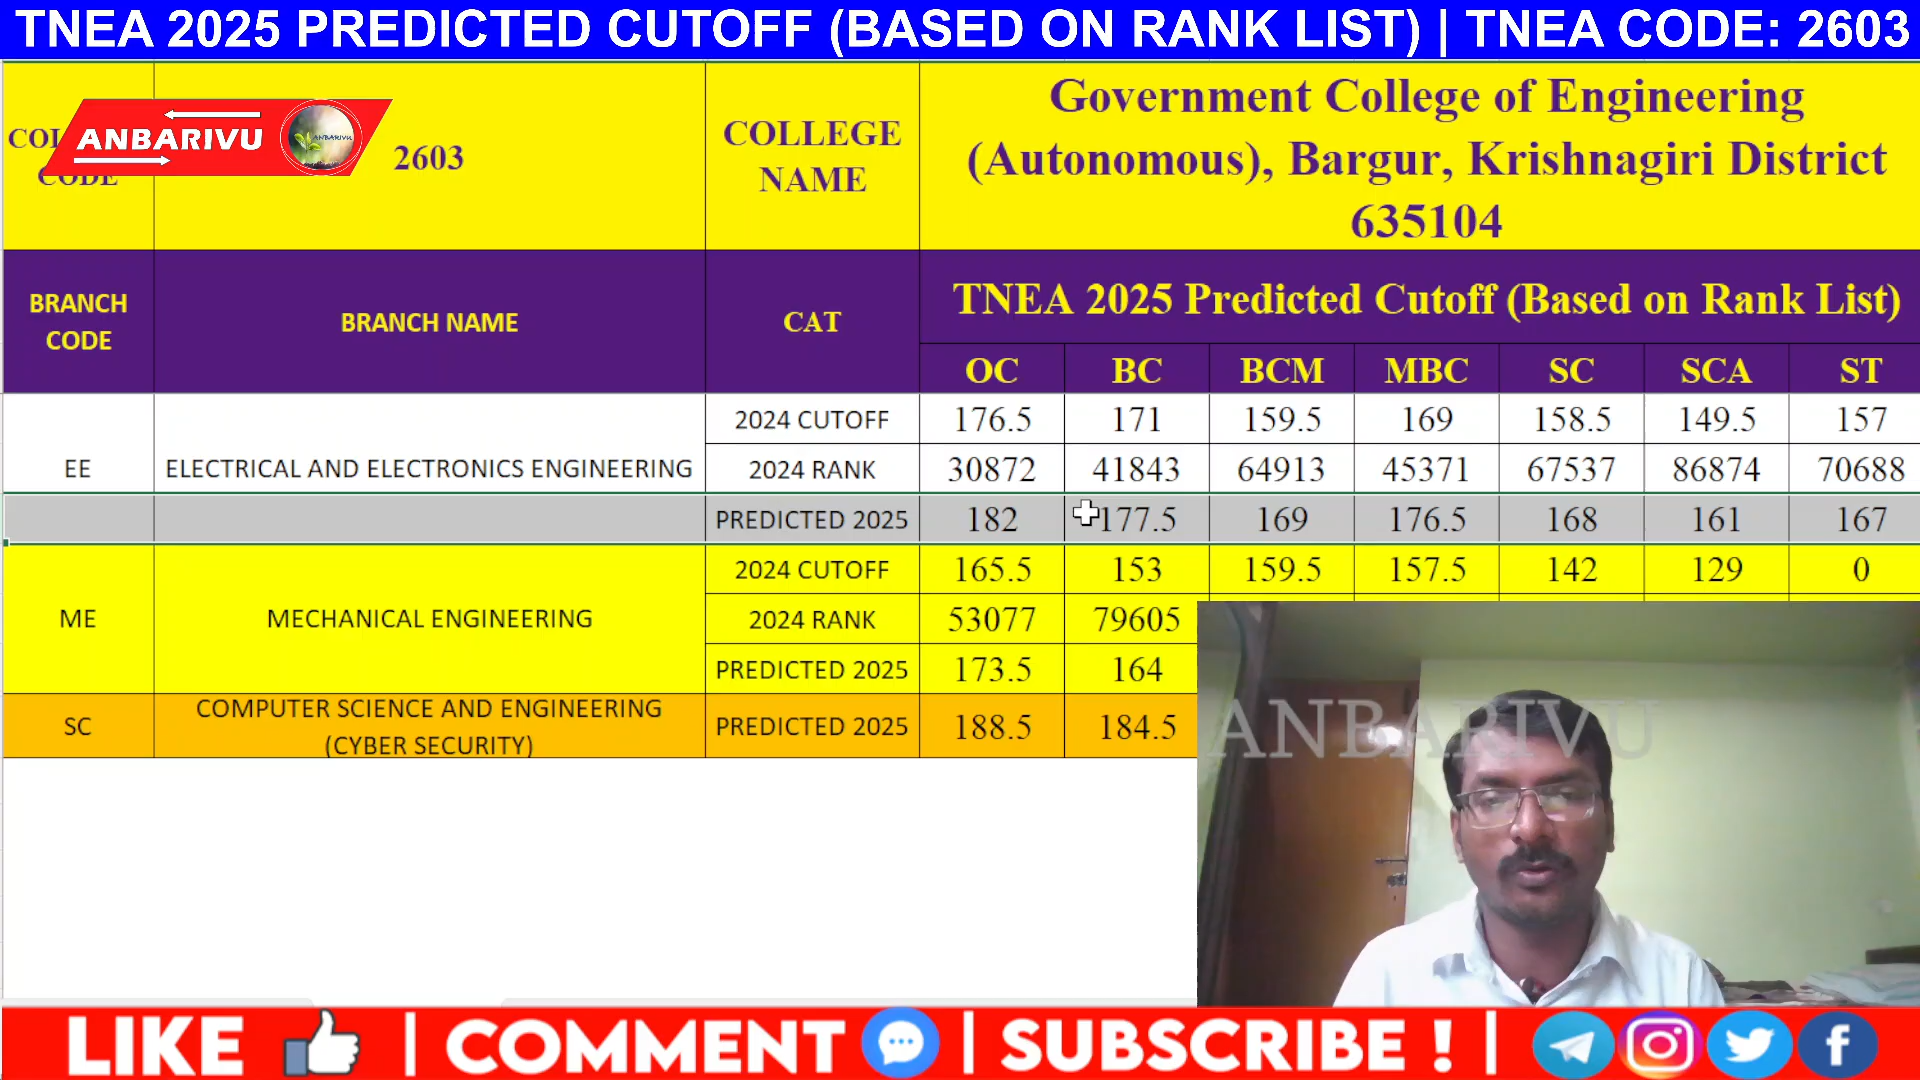 TNEA 2025 PREDICTED CUTOFF (BASED ON RANK LIST) | TNEA CODE: 2603
ANBARIVU
ANBARIVU
CODE
2603
COLLEGE NAME
Government College of Engineering
(Autonomous), Bargur, Krishnagiri District
635104
BRANCH CODE
BRANCH NAME
CAT
TNEA 2025 Predicted Cutoff (Based on Rank List)
OC BC BCM MBC SC SCA ST
2024 CUTOFF 176.5 171 159.5 169 158.5 149.5 157
EE ELECTRICAL AND ELECTRONICS ENGINEERING 2024 RANK 30872 41843 64913 45371 67537 86874 70688
PREDICTED 2025 182 177.5 169 176.5 168 161 167
2024 CUTOFF 165.5 153 159.5 157.5 142 129 0
ME MECHANICAL ENGINEERING 2024 RANK 53077 79605
PREDICTED 2025 173.5 164
SC COMPUTER SCIENCE AND ENGINEERING (CYBER SECURITY) PREDICTED 2025 188.5 184.5
ANBARIVU
LIKE | COMMENT | SUBSCRIBE ! |